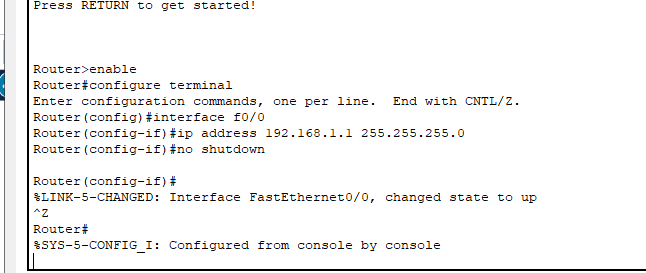 Press RETURN to get started!
Router>enable
Router#configure terminal
Enter configuration commands, one per line.  End with CNTL/Z.
Router(config)#interface f0/0
Router(config-if)#ip address 192.168.1.1 255.255.255.0
Router(config-if)#no shutdown
Router(config-if)#
%LINK-5-CHANGED: Interface FastEthernet0/0, changed state to up
^Z
Router#
%SYS-5-CONFIG_I: Configured from console by console